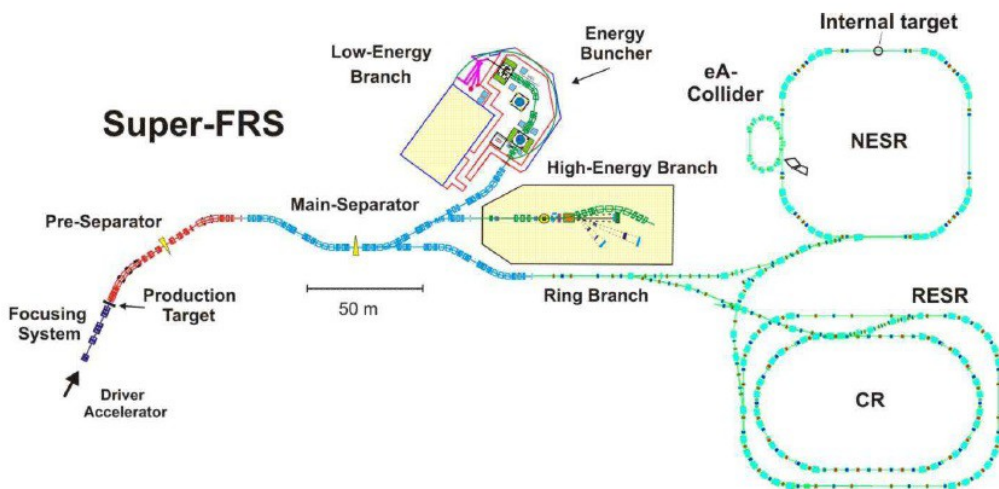 Super-FRS
Low-Energy
Branch
Energy
Buncher
Internal target
eA-
Collider
NESR
High-Energy Branch
Main-Separator
Pre-Separator
50 m
Ring Branch
Production
Target
Focusing
System
Driver
Accelerator
RESR
CR